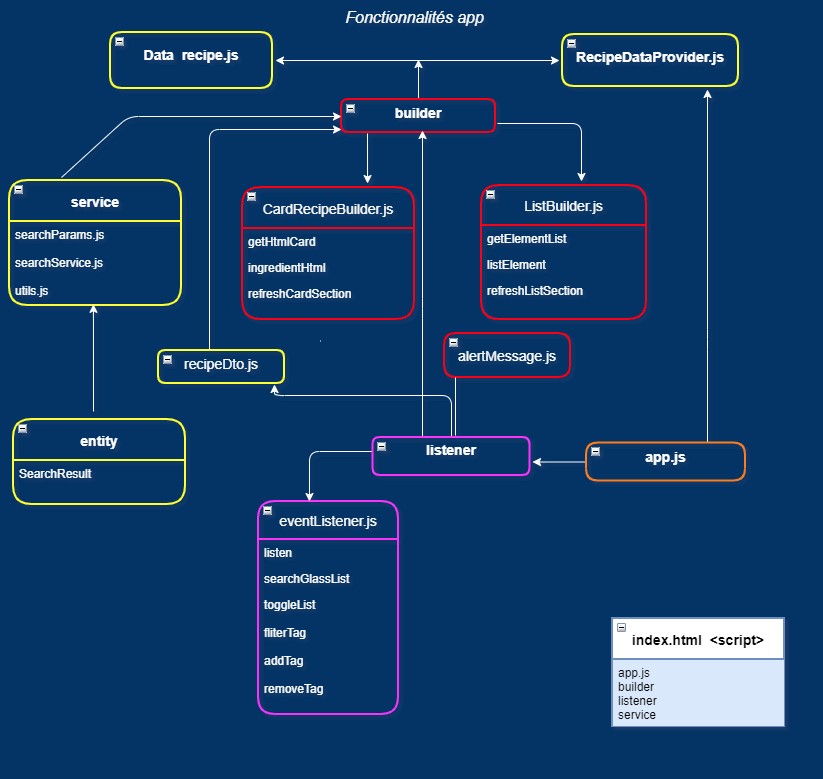 Fonctionnalités app
Data recipe.js
RecipeDataProvider.js
builder
service
searchParams.js
searchService.js
utils.js
CardRecipeBuilder.js
getHtmlCard
ingredientHtml
refreshCardSection
ListBuilder.js
getElementList
listElement
refreshListSection
recipeDto.js
alertMessage.js
entity
SearchResult
listener
app.js
eventListener.js
listen
searchGlassList
toggleList
fliterTag
addTag
removeTag
index.html <script>
app.js
builder
listener
service